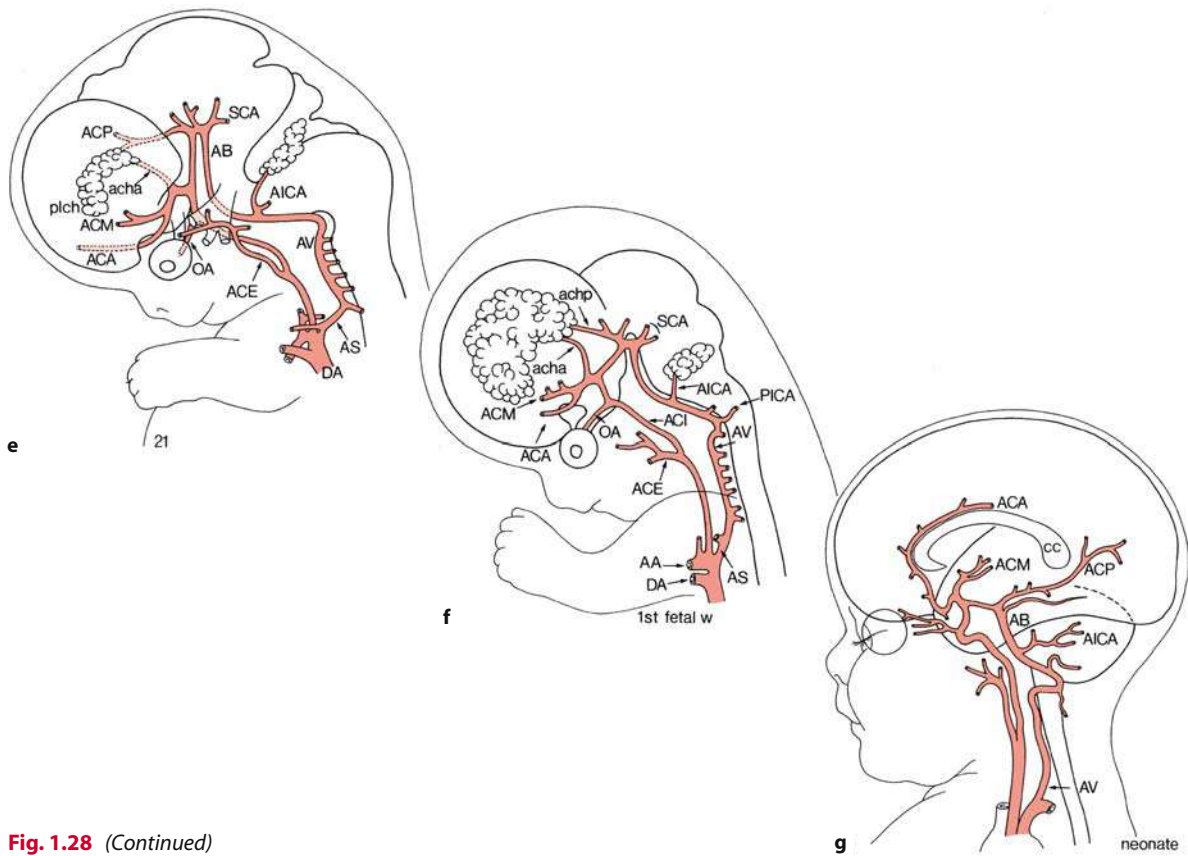 SCA
ACP
AB
acha
AICA
plch
ACM
AV
ACA
OA
ACE
AS
DA
21
e
achp
SCA
acha
AICA
PICA
ACM
ACI
OA
AV
ACA
ACE
AA
AS
DA
f
1st fetal w
ACA
cc
ACM
ACP
AB
AICA
AV
g
neonate
Fig. 1.28 (Continued)